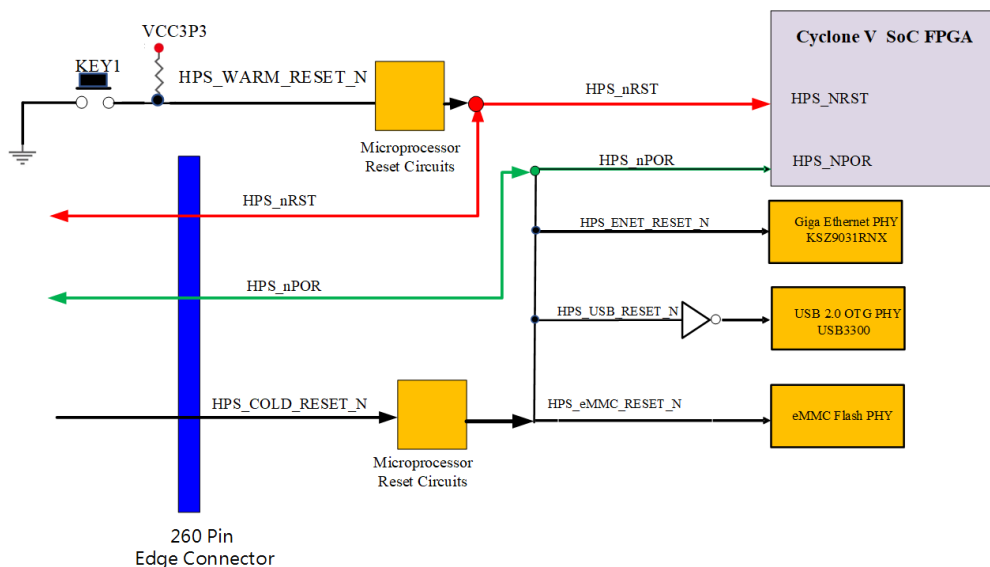 VCC3P3
Cyclone V SoC FPGA
KEY1
HPS_WARM_RESET_N
HPS_nRST
HPS_NRST
Microprocessor
Reset Circuits
HPS_nPOR
HPS_NPOR
HPS_nRST
HPS_ENET_RESET_N
Giga Ethernet PHY
KSZ9031RNX
HPS_nPOR
HPS_USB_RESET_N
USB 2.0 OTG PHY
USB3300
HPS_COLD_RESET_N
HPS_eMMC_RESET_N
eMMC Flash PHY
Microprocessor
Reset Circuits
260 Pin
Edge Connector